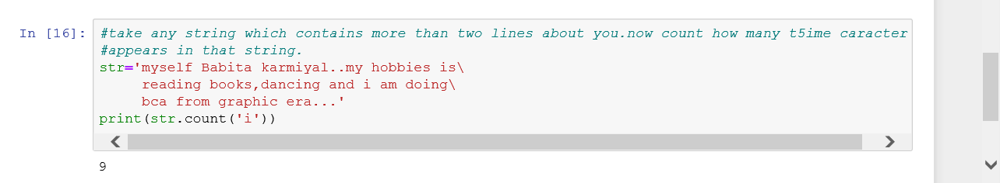 In [16]: #take any string which contains more than two lines about you.now count how many t5ime caracter
#appears in that string.
str='myself Babita karmiyal..my hobbies is\
reading books,dancing and i am doing\
bca from graphic era...'
print(str.count('i'))
9